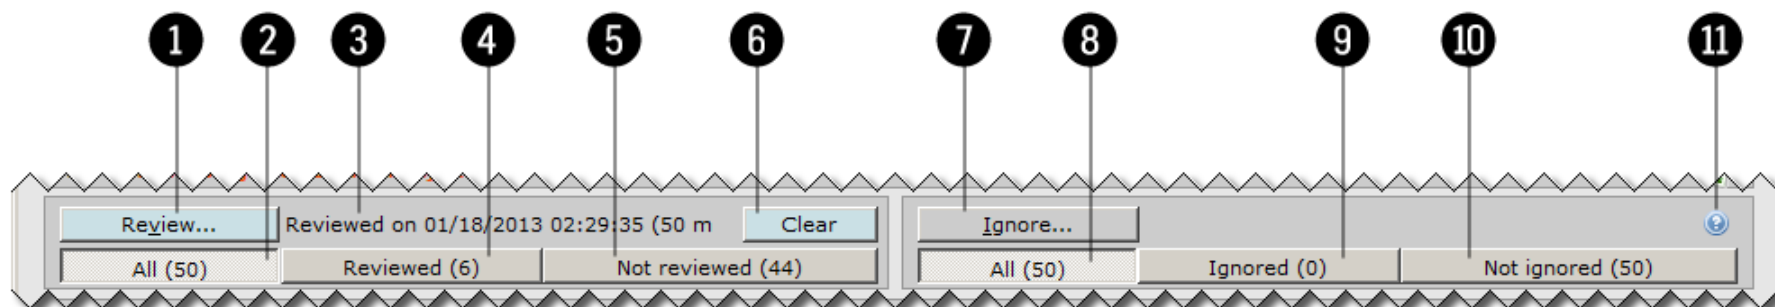 1 2 3 4 5 6 7 8 9 10 11
Review... Reviewed on 01/18/2013 02:29:35 (50 m Clear Ignore... ?
All (50) Reviewed (6) Not reviewed (44) All (50) Ignored (0) Not ignored (50)